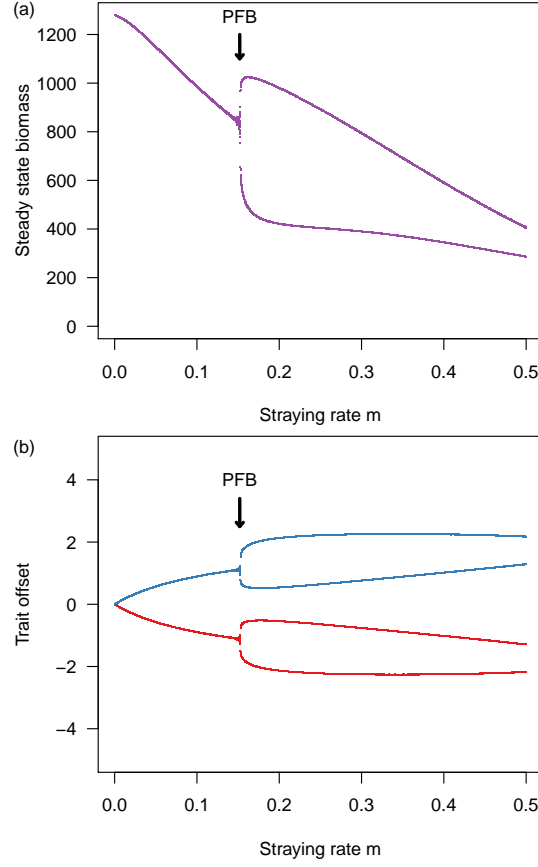 (a)
PFB
1200
1000
800
600
400
200
0
Steady state biomass
0.0 0.1 0.2 0.3 0.4 0.5
Straying rate m
(b)
PFB
4
2
0
-2
-4
Trait offset
0.0 0.1 0.2 0.3 0.4 0.5
Straying rate m